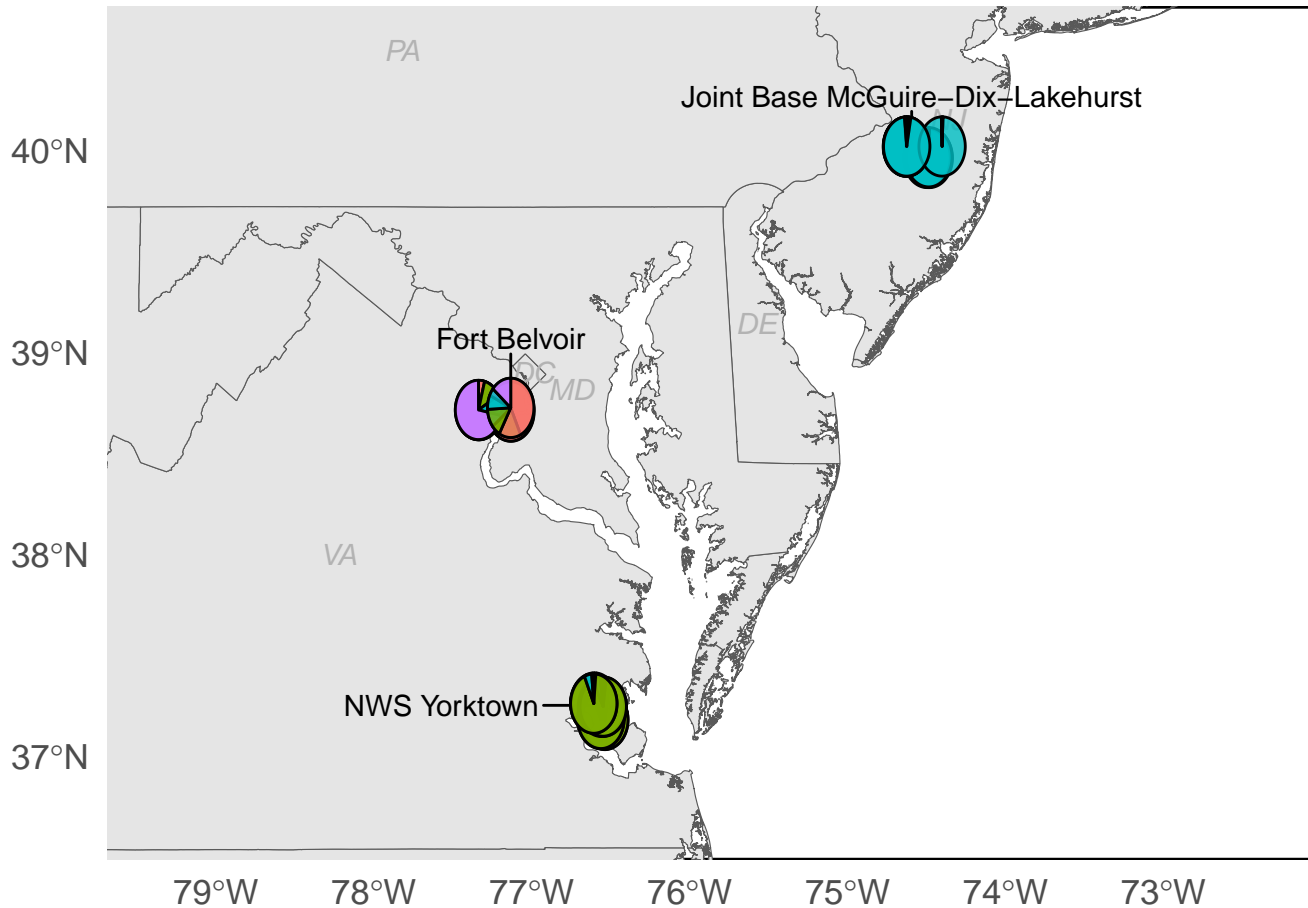 PA
Joint Base McGuire−Dix−Lakehurst
NJ
40°N
39°N
Fort Belvoir
DE
DC
MD
38°N
VA
NWS Yorktown
37°N
79°W
78°W
77°W
76°W
75°W
74°W
73°W